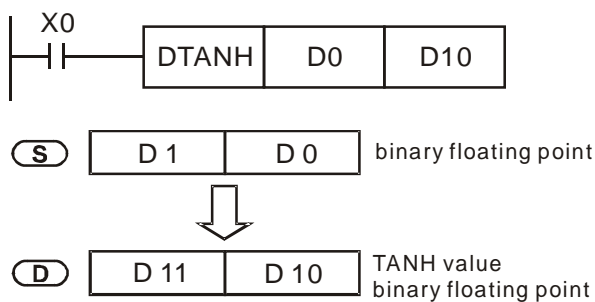 X0
DTANH D0 D10
S D 1 D 0 binary floating point
D D 11 D 10 TANH value
binary floating point